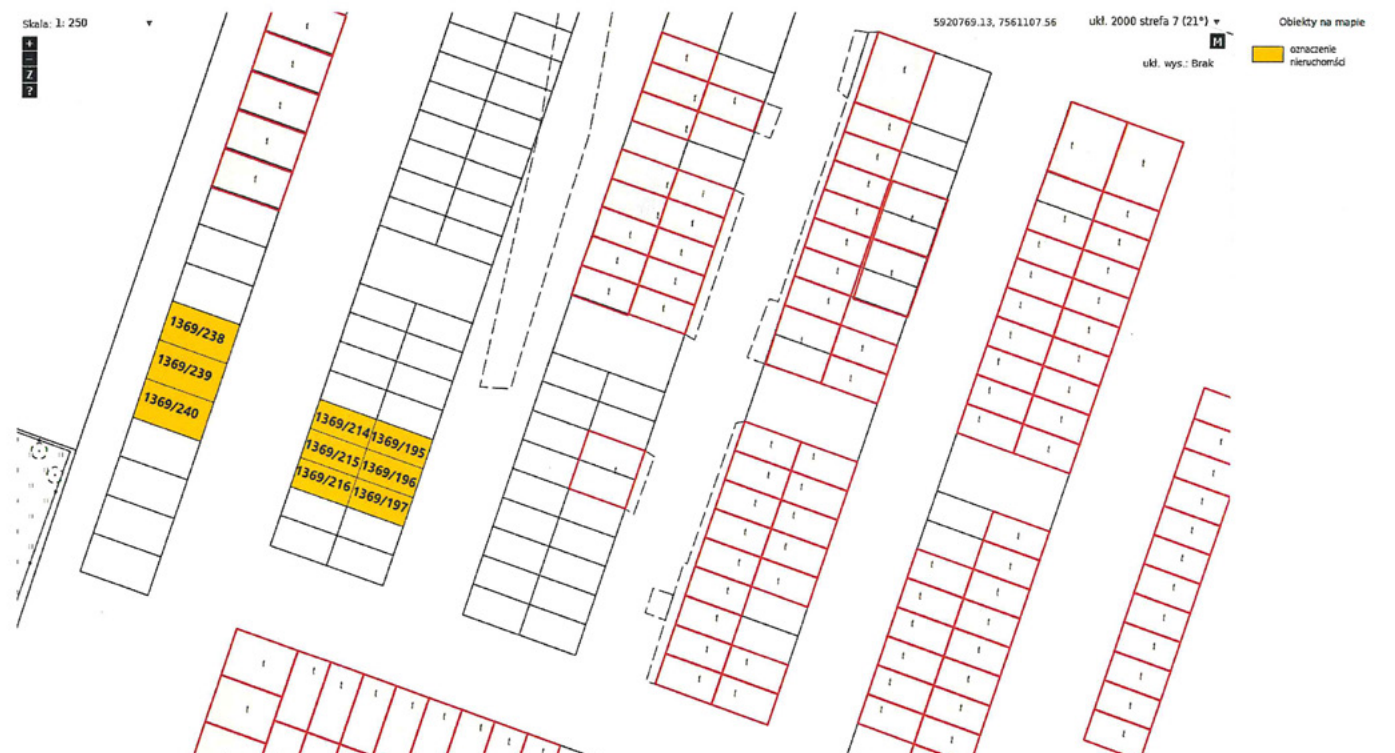 Skala: 1: 250
5920769.13, 7561107.56
ukł. 2000 strefa 7 (21°)
Obiekty na mapie
+
−
Z
?
M
ukł. wys.: Brak
oznaczenie
nieruchomści
1369/238
1369/239
1369/240
1369/214
1369/195
1369/215
1369/196
1369/216
1369/197